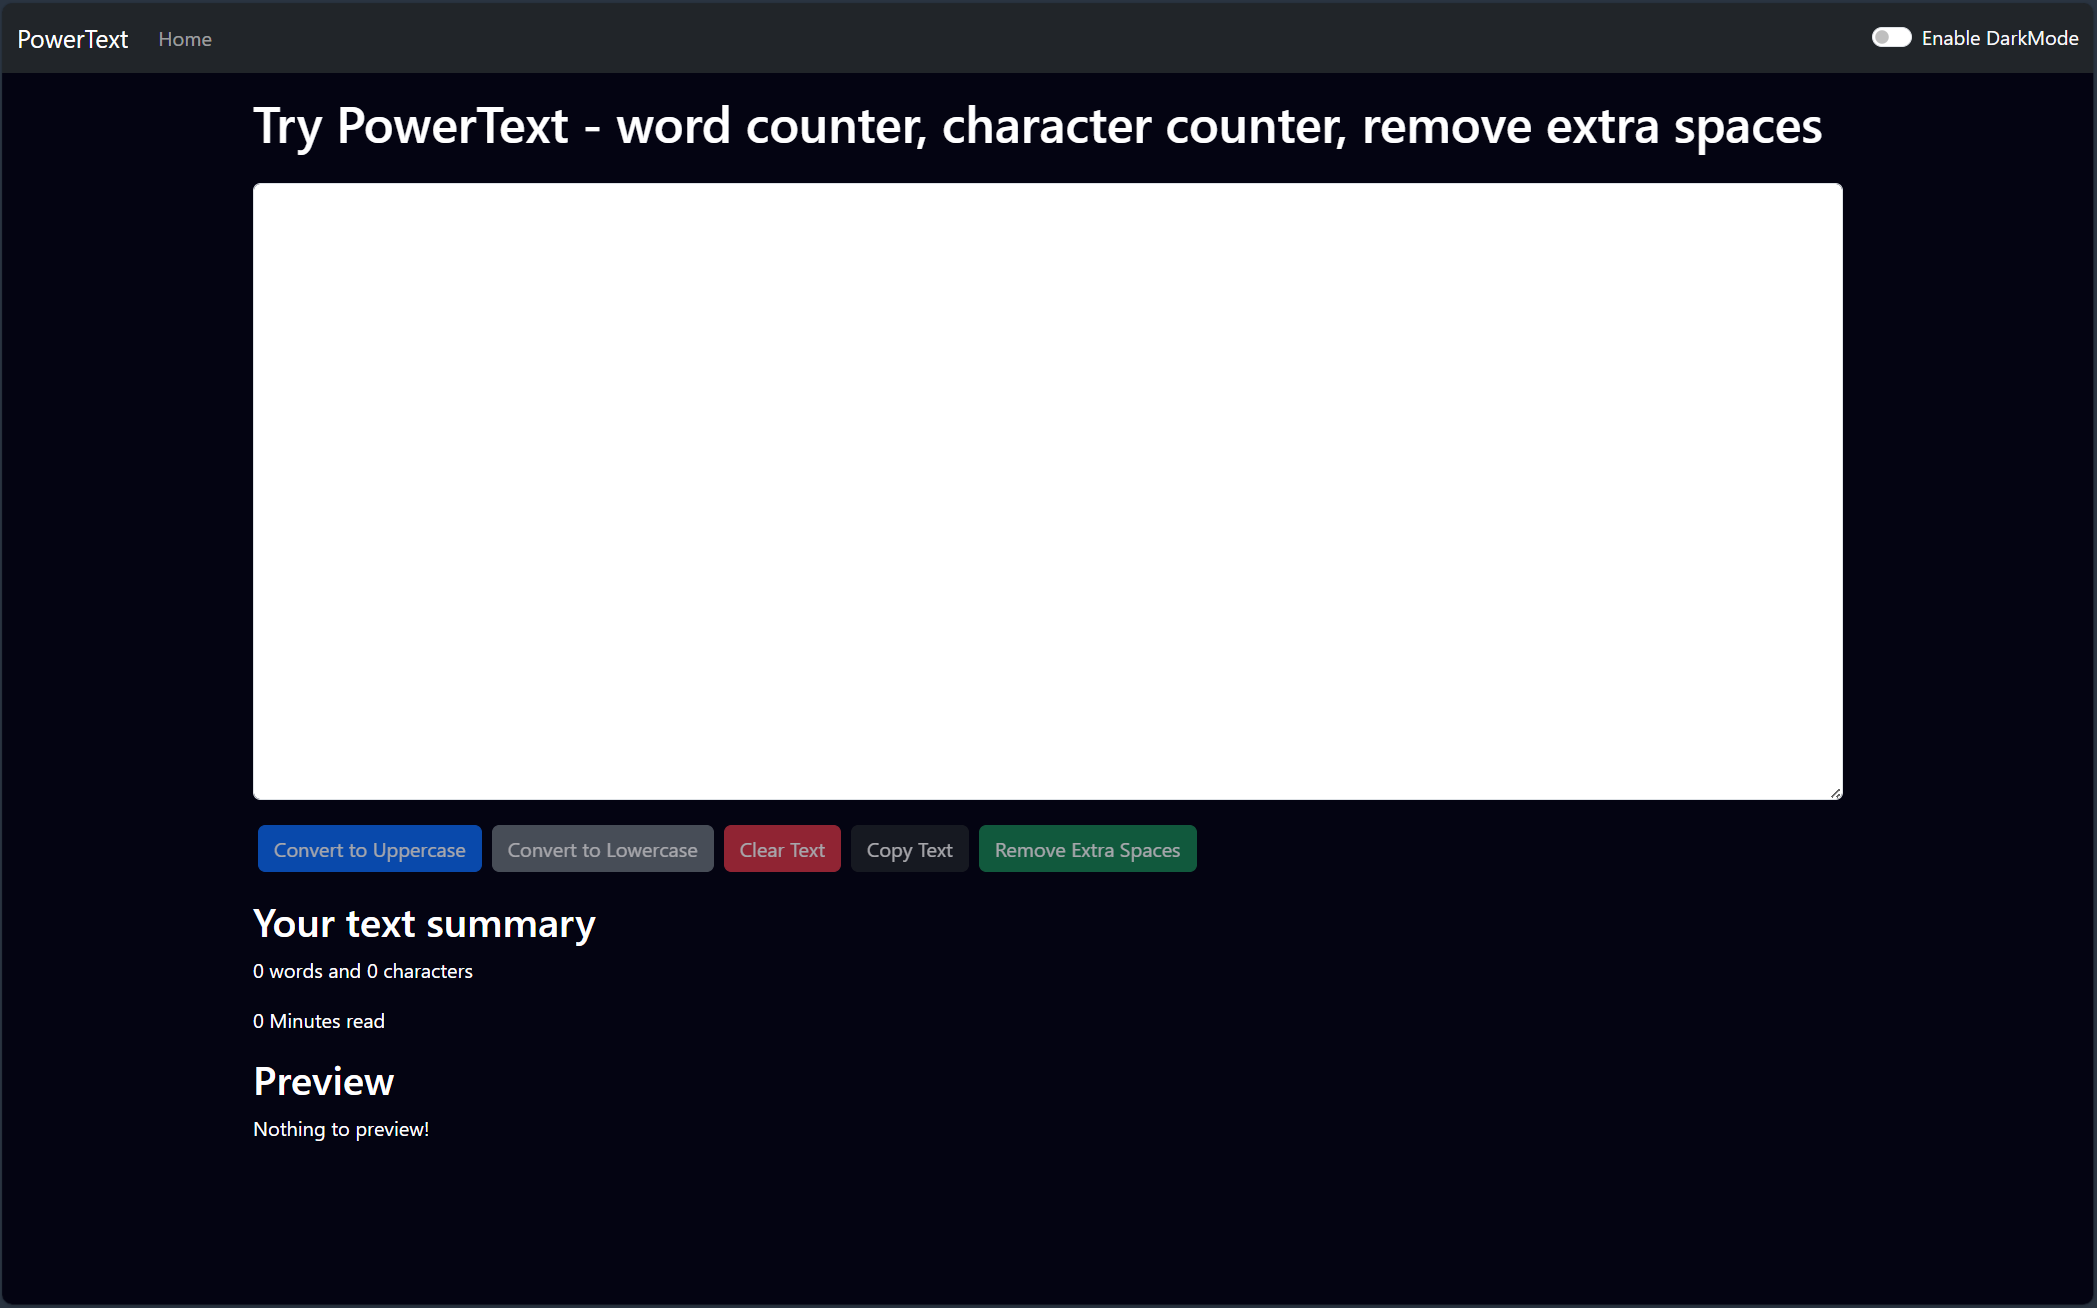 PowerText Home Enable DarkMode
Try PowerText - word counter, character counter, remove extra spaces
Convert to Uppercase Convert to Lowercase Clear Text Copy Text Remove Extra Spaces
Your text summary
0 words and 0 characters
0 Minutes read
Preview
Nothing to preview!